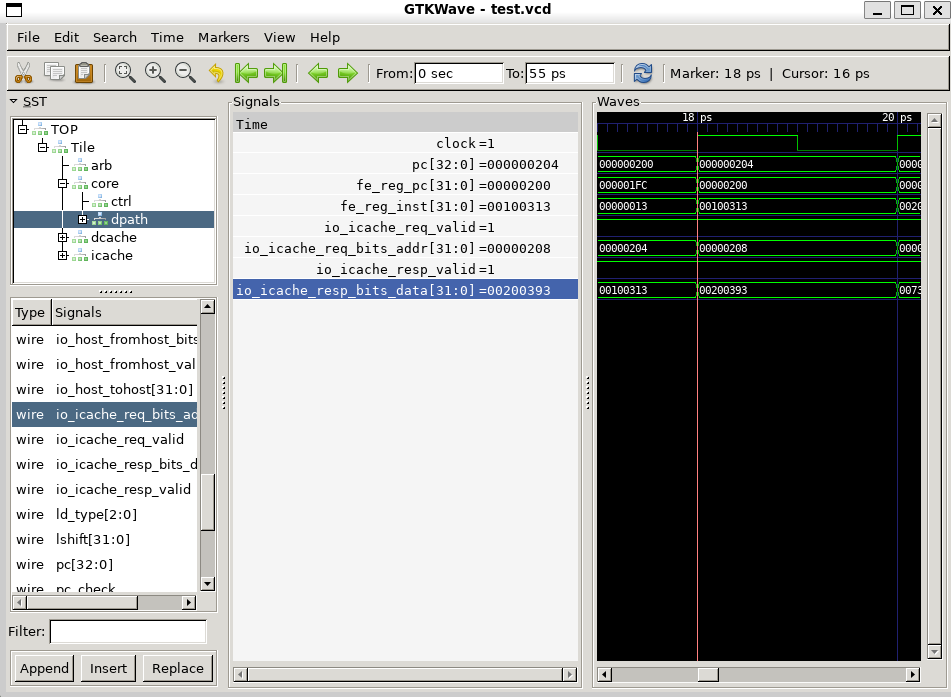 GTKWave - test.vcd
File Edit Search Time Markers View Help
From: 0 sec To: 55 ps Marker: 18 ps | Cursor: 16 ps
SST
TOP
Tile
arb
core
ctrl
dpath
dcache
icache
Type Signals
wire io_host_fromhost_bits
wire io_host_fromhost_val
wire io_host_tohost[31:0]
wire io_icache_req_bits_ad
wire io_icache_req_valid
wire io_icache_resp_bits_d
wire io_icache_resp_valid
wire ld_type[2:0]
wire lshift[31:0]
wire pc[32:0]
wire pc_check
Filter:
Append Insert Replace
Signals
Time
clock =1
pc[32:0] =000000204
fe_reg_pc[31:0] =00000200
fe_reg_inst[31:0] =00100313
io_icache_req_valid =1
io_icache_req_bits_addr[31:0] =00000208
io_icache_resp_valid =1
io_icache_resp_bits_data[31:0] =00200393
Waves
18 ps 20 ps
000000200 000000204 0000
000001FC 00000200 0000
00000013 00100313 0020
00000204 00000208 0000
00100313 00200393 0073